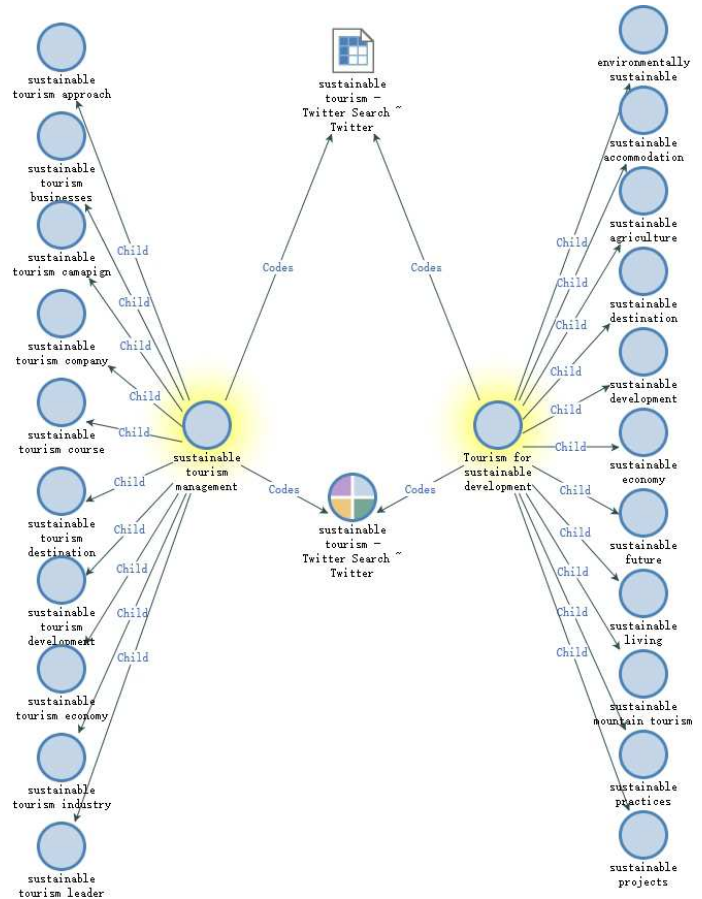 sustainable
tourism approach
sustainable
tourism
businesses
sustainable
tourism camapign
sustainable
tourism company
sustainable
tourism course
sustainable
tourism
destination
sustainable
tourism
development
sustainable
tourism economy
sustainable
tourism industry
sustainable
tourism leader
Child
Child
Child
Child
Child
Child
Child
Child
Child
Child
sustainable
tourism
management
Codes
Codes
sustainable
tourism -
Twitter Search ~
Twitter
sustainable
tourism -
Twitter Search ~
Twitter
Codes
Codes
Tourism for
sustainable
development
Child
Child
Child
Child
Child
Child
Child
Child
Child
Child
Child
environmentally
sustainable
sustainable
accommodation
sustainable
agriculture
sustainable
destination
sustainable
development
sustainable
economy
sustainable
future
sustainable
living
sustainable
mountain tourism
sustainable
practices
sustainable
projects